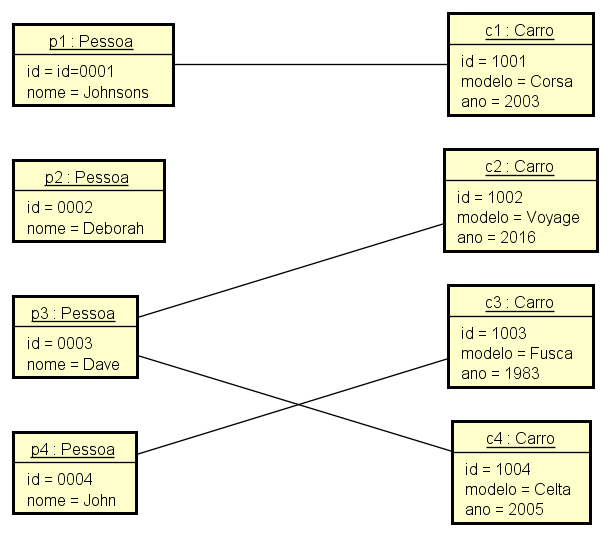 p1 : Pessoa
id = id=0001
nome = Johnsons
c1 : Carro
id = 1001
modelo = Corsa
ano = 2003
p2 : Pessoa
id = 0002
nome = Deborah
c2 : Carro
id = 1002
modelo = Voyage
ano = 2016
p3 : Pessoa
id = 0003
nome = Dave
c3 : Carro
id = 1003
modelo = Fusca
ano = 1983
p4 : Pessoa
id = 0004
nome = John
c4 : Carro
id = 1004
modelo = Celta
ano = 2005